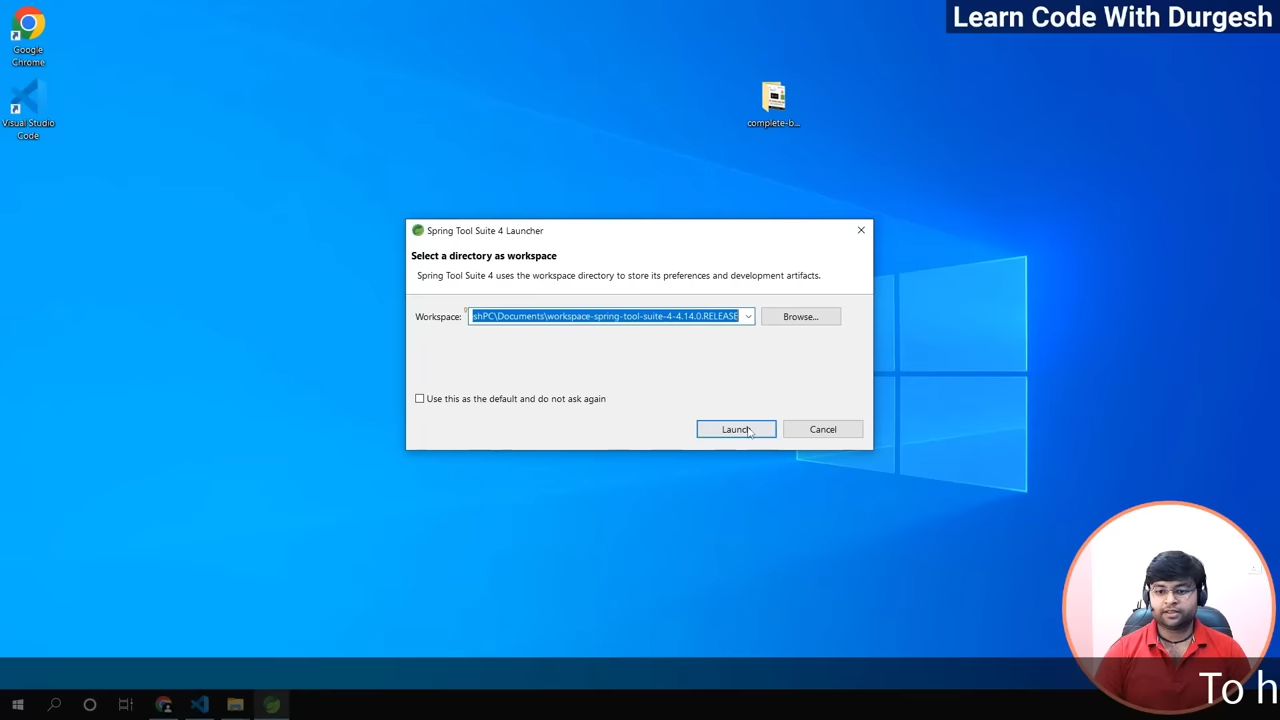 Learn Code With Durgesh
Google
Chrome
Visual Studio
Code
complete-b...
Spring Tool Suite 4 Launcher
Select a directory as workspace
Spring Tool Suite 4 uses the workspace directory to store its preferences and development artifacts.
Workspace: shPC\Documents\workspace-spring-tool-suite-4-4.14.0.RELEASE Browse...
Use this as the default and do not ask again
Launch Cancel
To h